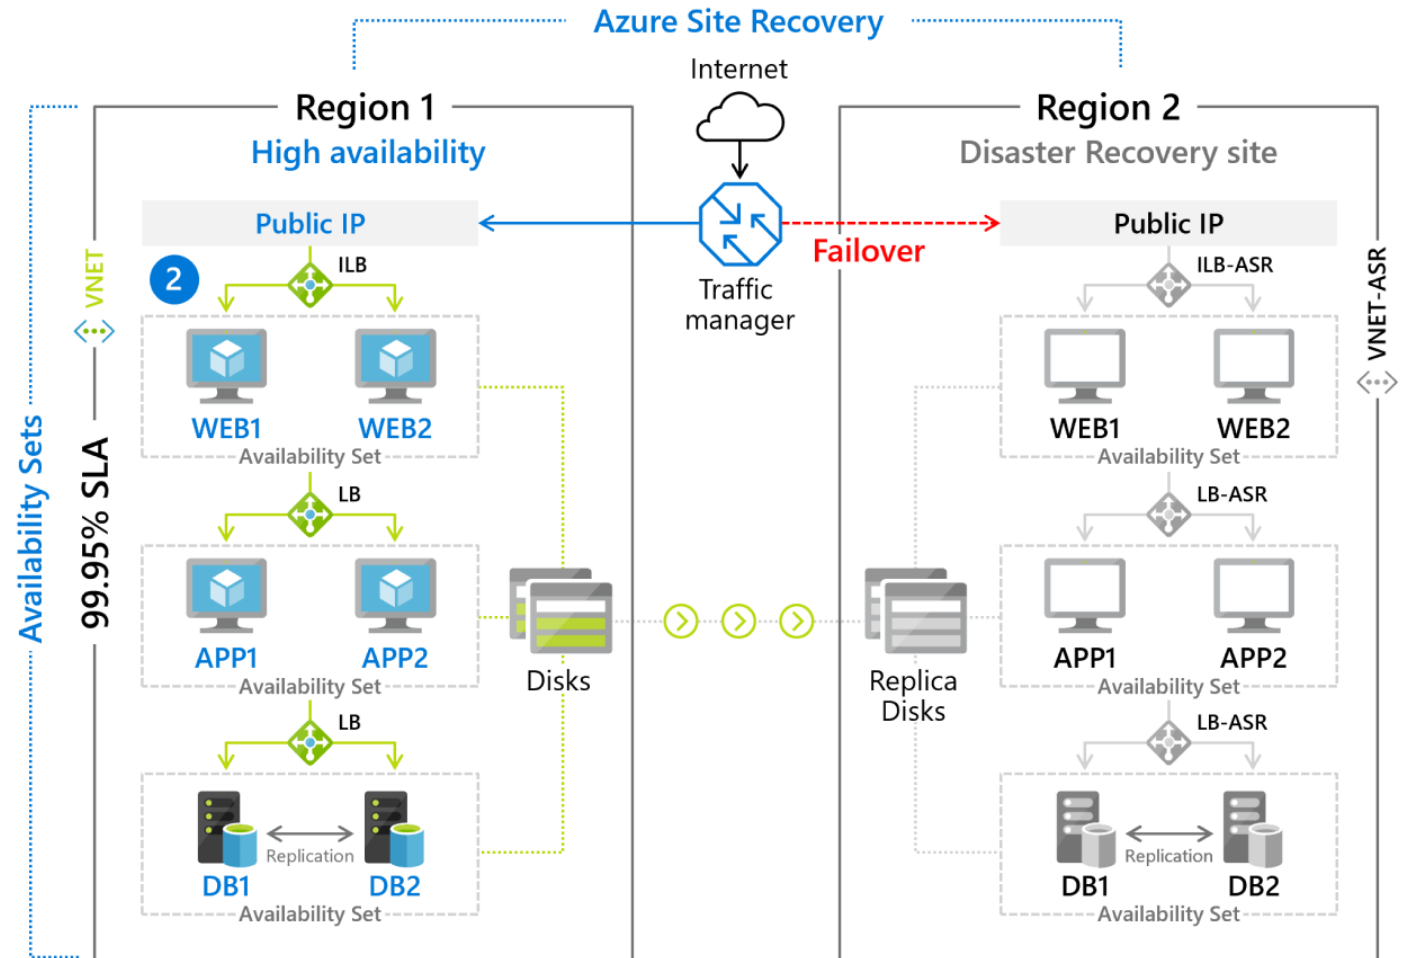 Azure Site Recovery
Internet
Region 1
Region 2
High availability
Disaster Recovery site
Public IP
Public IP
Failover
Traffic
manager
2
ILB
ILB-ASR
VNET
VNET-ASR
WEB1
WEB2
WEB1
WEB2
Availability Set
Availability Set
LB
LB-ASR
Availability Sets
99.95% SLA
APP1
APP2
APP1
APP2
Availability Set
Availability Set
Disks
Replica
Disks
LB
LB-ASR
Replication
Replication
DB1
DB2
DB1
DB2
Availability Set
Availability Set